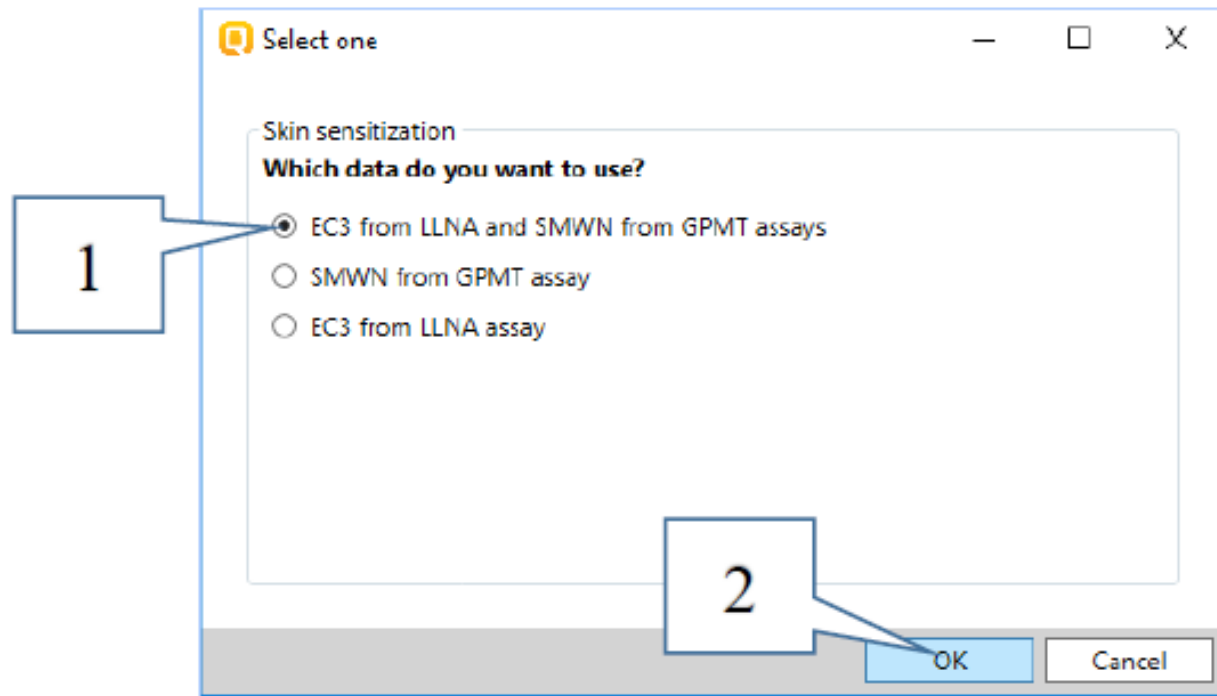 Select one
Skin sensitization
Which data do you want to use?
1
EC3 from LLNA and SMWN from GPMT assays
SMWN from GPMT assay
EC3 from LLNA assay
2
OK
Cancel